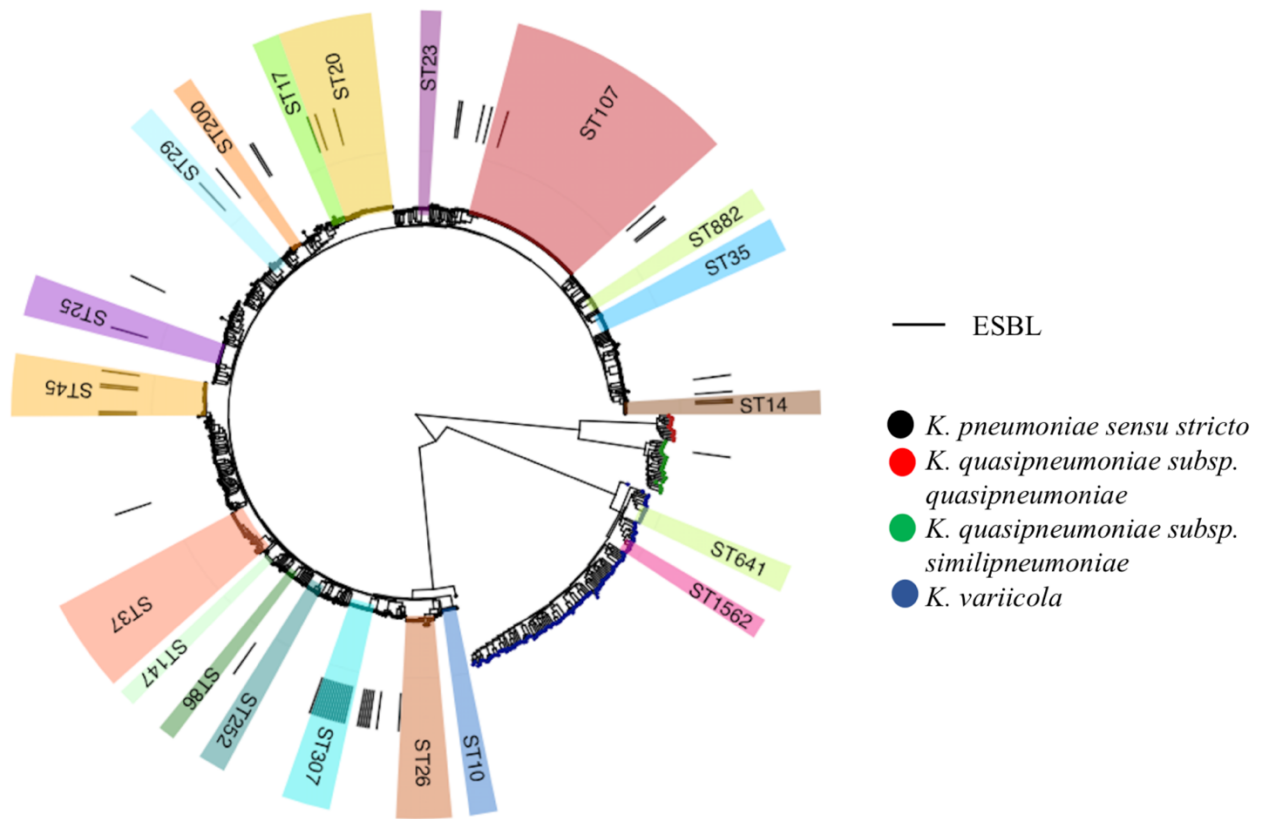 ST23
ST20
ST17
ST107
ST200
ST29
ST882
ST35
ST25
ST45
ST14
ST641
ST1562
ST37
ST147
ST86
ST252
ST307
ST26
ST10
ESBL
K. pneumoniae sensu stricto
K. quasipneumoniae subsp.
quasipneumoniae
K. quasipneumoniae subsp.
similipneumoniae
K. variicola